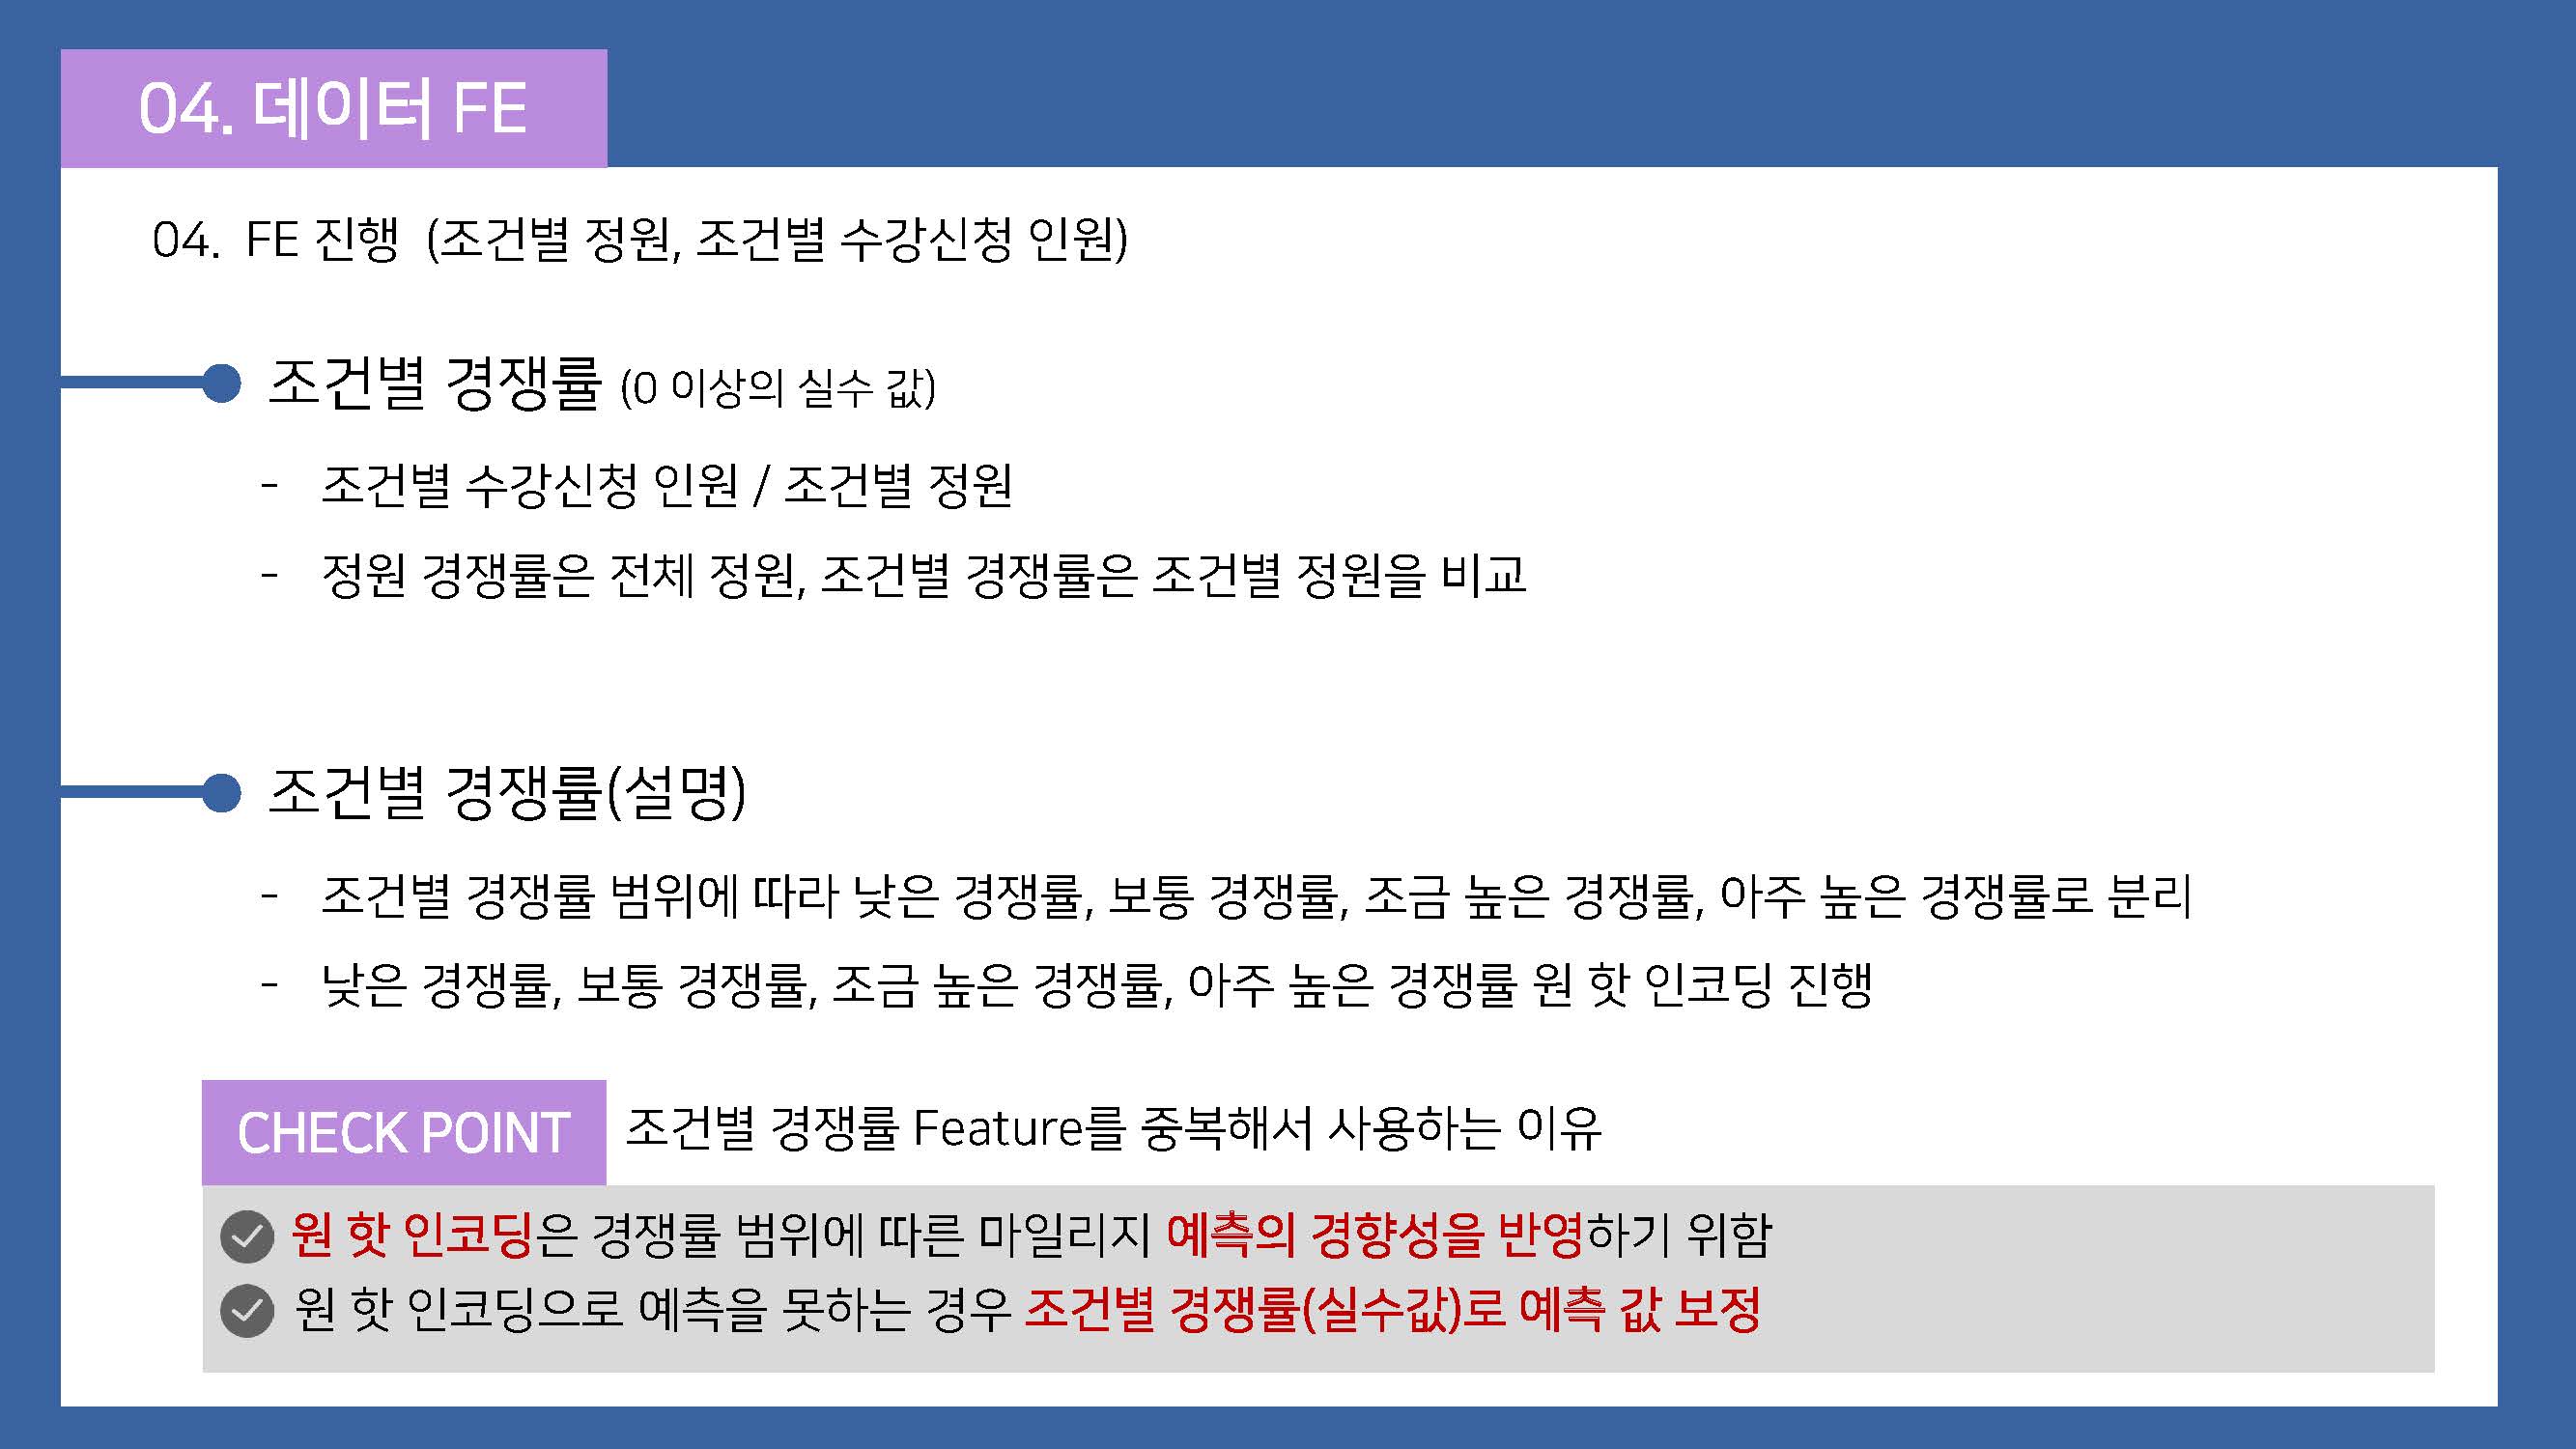 04. 데이터 FE
04. FE 진행 (조건별 정원, 조건별 수강신청 인원)
조건별 경쟁률 (0 이상의 실수 값)
- 조건별 수강신청 인원 / 조건별 정원
- 정원 경쟁률은 전체 정원, 조건별 경쟁률은 조건별 정원을 비교
조건별 경쟁률(설명)
- 조건별 경쟁률 범위에 따라 낮은 경쟁률, 보통 경쟁률, 조금 높은 경쟁률, 아주 높은 경쟁률로 분리
- 낮은 경쟁률, 보통 경쟁률, 조금 높은 경쟁률, 아주 높은 경쟁률 원 핫 인코딩 진행
CHECK POINT 조건별 경쟁률 Feature를 중복해서 사용하는 이유
원 핫 인코딩은 경쟁률 범위에 따른 마일리지 예측의 경향성을 반영하기 위함
원 핫 인코딩으로 예측을 못하는 경우 조건별 경쟁률(실수값)로 예측 값 보정